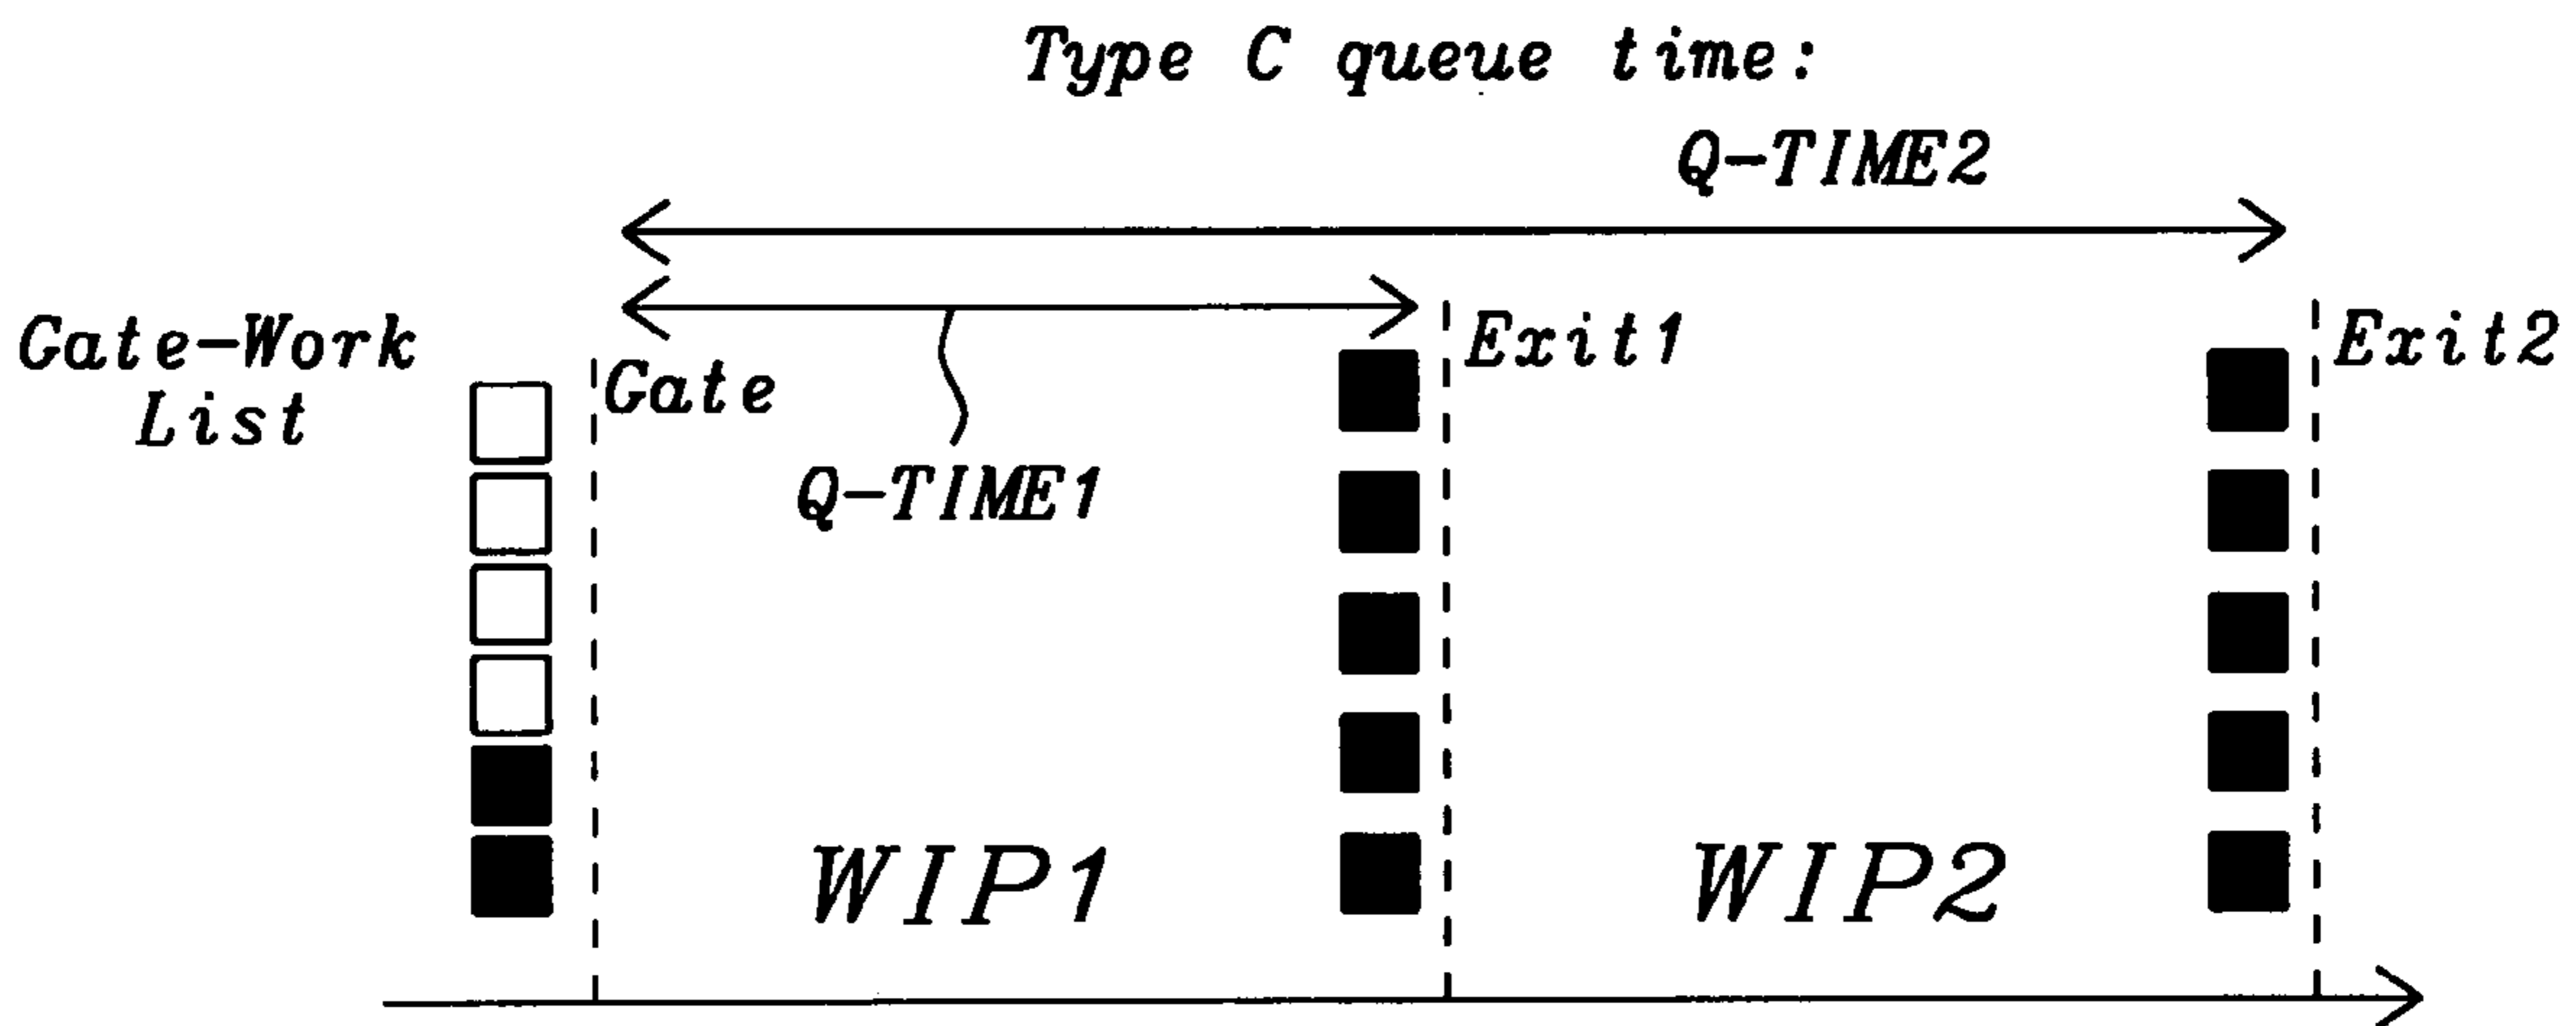 Type C queue time:
Q-TIME2
Gate-Work
List
Gate
Exit1
Exit2
Q-TIME1
WIP1
WIP2